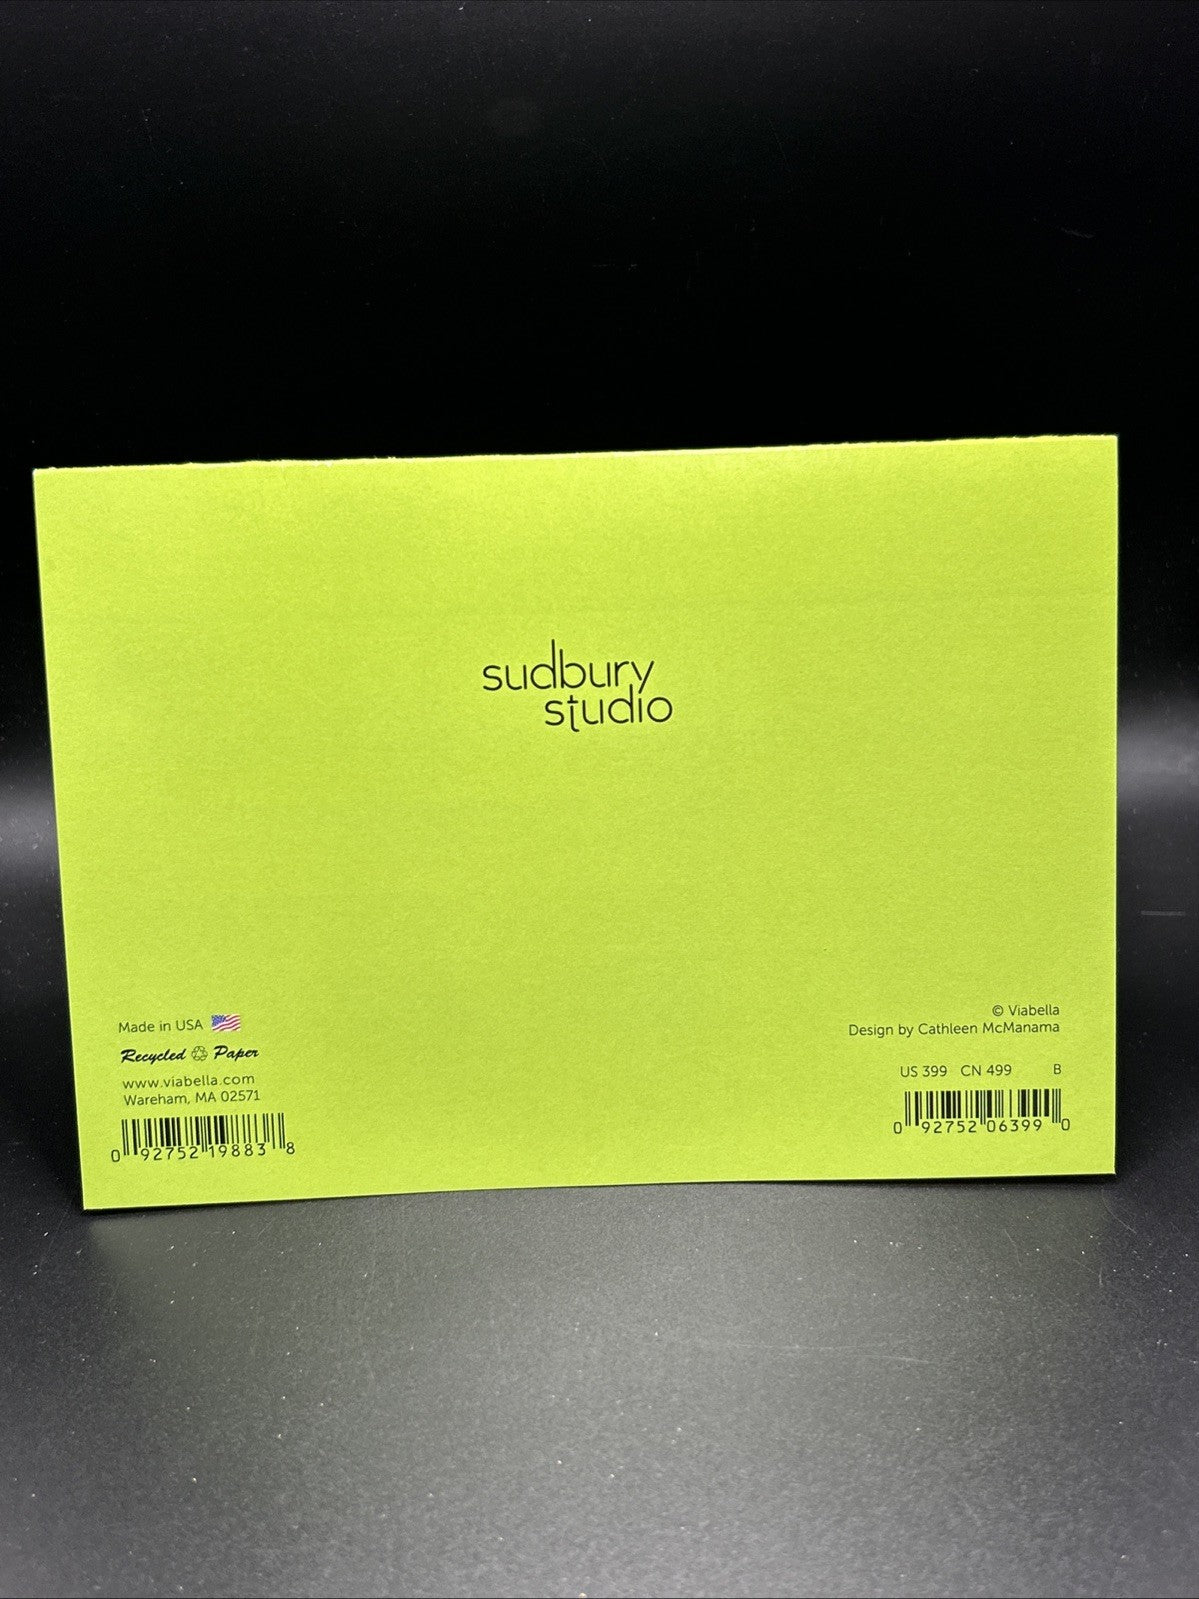 sudbury
studio
Made in USA
Recycled Paper
www.viabella.com
Wareham, MA 02571
0 92752 19883 8
© Viabella
Design by Cathleen McManama
US 399 CN 499 B
0 92752 06399 0